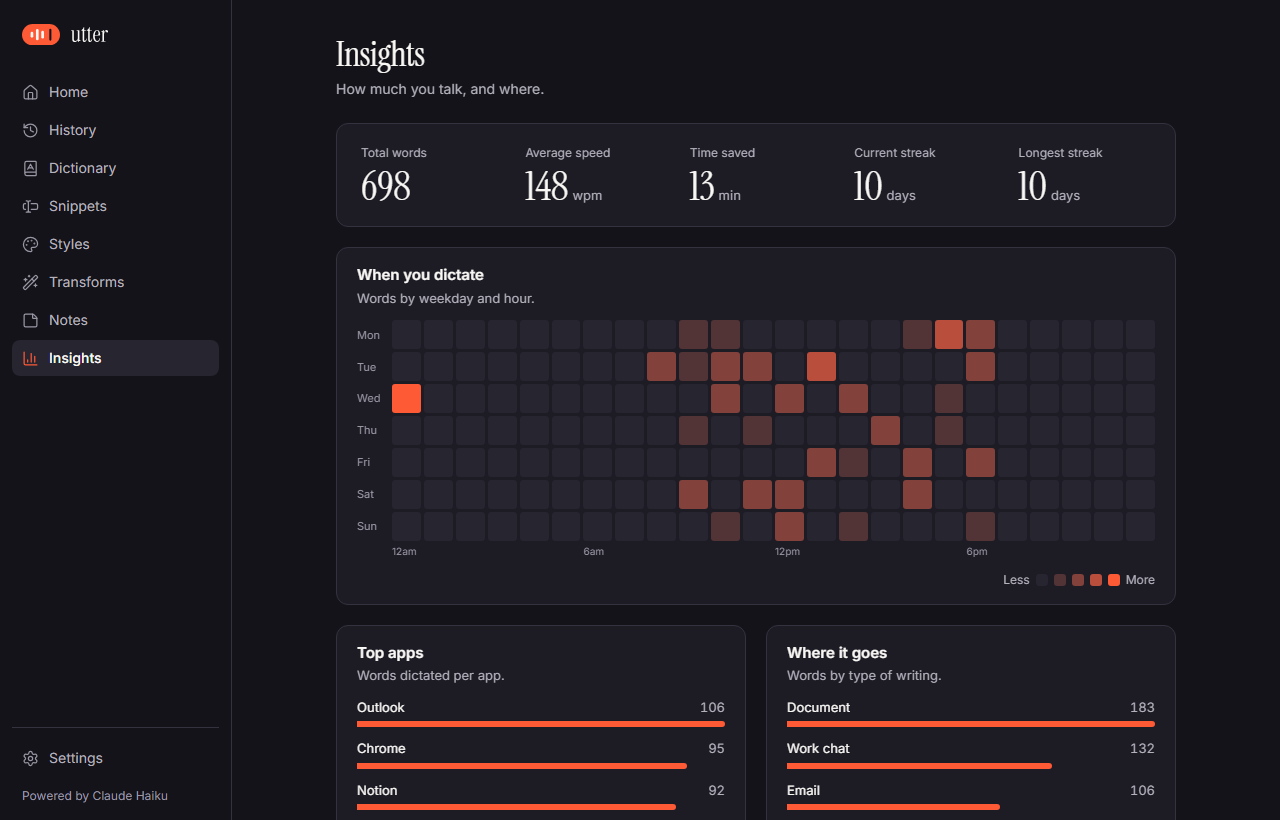 utter
Home
History
Dictionary
Snippets
Styles
Transforms
Notes
Insights
Settings
Powered by Claude Haiku
Insights
How much you talk, and where.
Total words
698
Average speed
148 wpm
Time saved
13 min
Current streak
10 days
Longest streak
10 days
When you dictate
Words by weekday and hour.
Mon
Tue
Wed
Thu
Fri
Sat
Sun
12am 6am 12pm 6pm
Less More
Top apps
Words dictated per app.
Outlook 106
Chrome 95
Notion 92
Where it goes
Words by type of writing.
Document 183
Work chat 132
Email 106